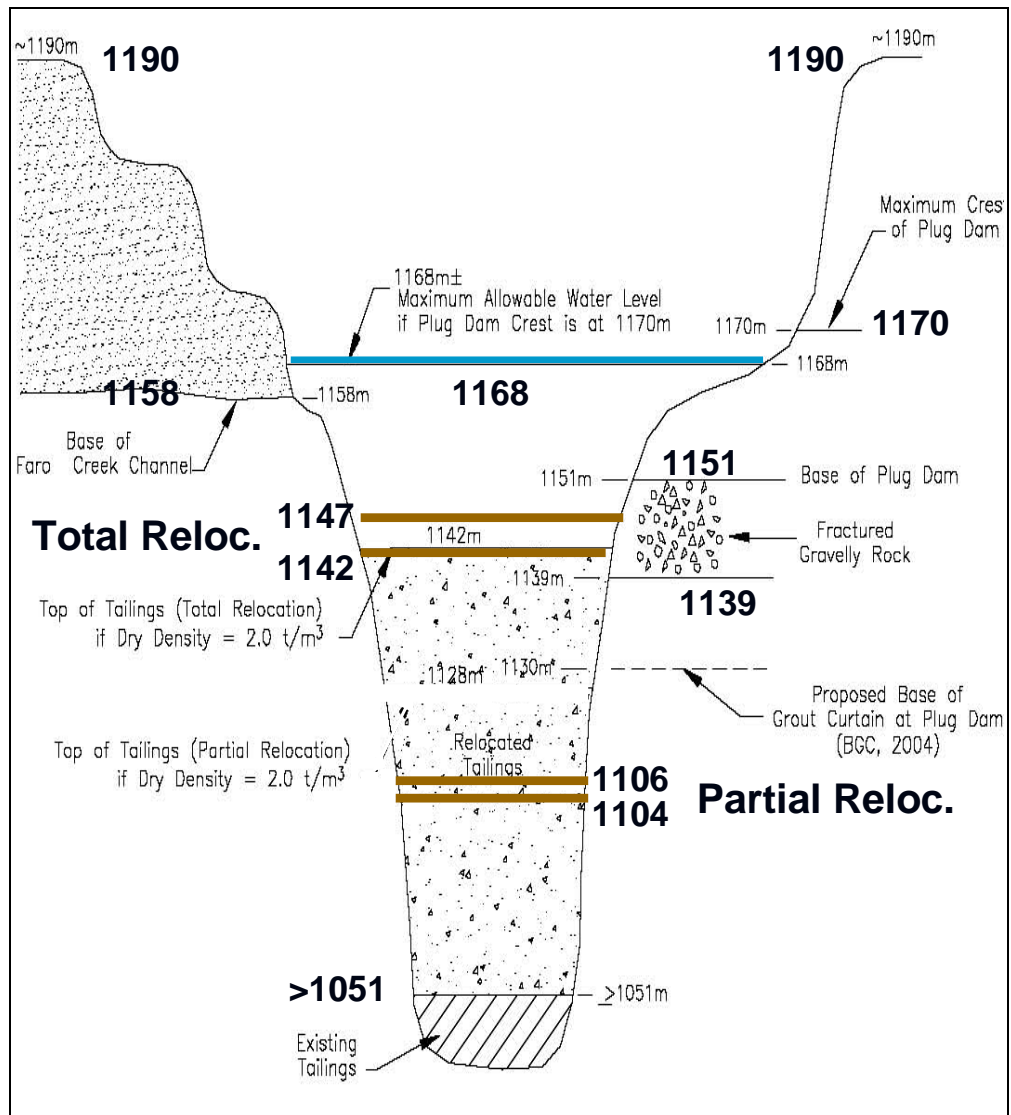 ~1190m
1190
1190
~1190m
Maximum Cres
of Plug Dam
1168m±
Maximum Allowable Water Level
if Plug Dam Crest is at 1170m
1170m
1170
1168m
1158
1158m
1168
Base of
Faro Creek Channel
1151
1151m
Base of Plug Dam
1147
Total Reloc.
1142m
Fractured
Gravelly Rock
1142
1139m
1139
Top of Tailings (Total Relocation)
if Dry Density = 2.0 t/m³
1130m
1128m
Proposed Base of
Grout Curtain at Plug Dam
(BGC, 2004)
Top of Tailings (Partial Relocation)
if Dry Density = 2.0 t/m³
Relocated
Tailings
1106
1104
Partial Reloc.
>1051
≥1051m
Existing
Tailings